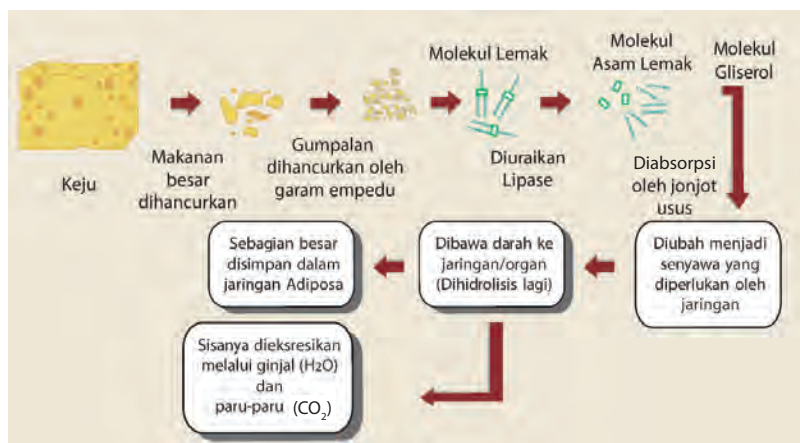 Keju
Makanan
besar
dihancurkan
Gumpalan
dihancurkan oleh
garam empedu
Molekul Lemak
Diuraikan
Lipase
Molekul
Asam Lemak
Molekul
Gliserol
Diabsorpsi
oleh jonjot
usus
Diubah menjadi
senyawa yang
diperlukan oleh
jaringan
Dibawa darah ke
jaringan/organ
(Dihidrolisis lagi)
Sebagian besar
disimpan dalam
jaringan Adiposa
Sisanya dieksresikan
melalui ginjal (H2O)
dan
paru-paru (CO₂)